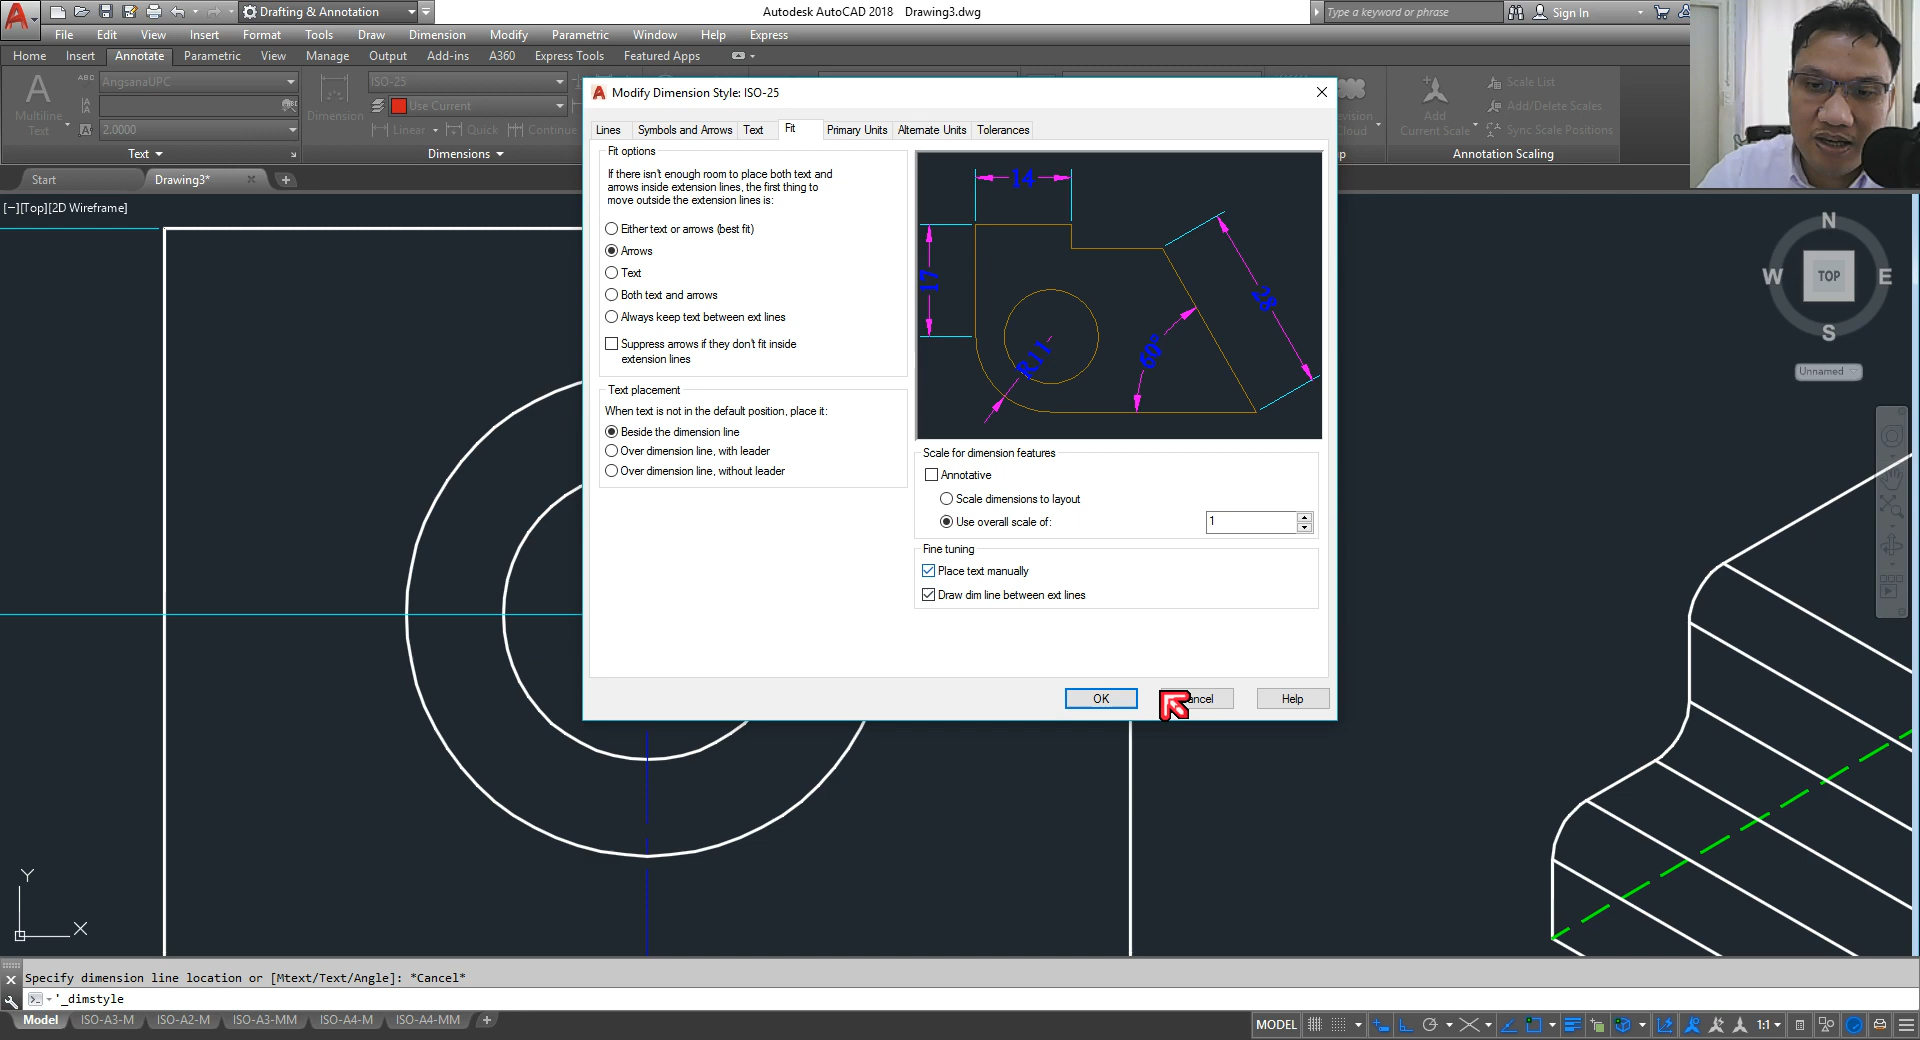 Drafting & Annotation
Autodesk AutoCAD 2018 Drawing3.dwg
Type a keyword or phrase
Sign In
File Edit View Insert Format Tools Draw Dimension Modify Parametric Window Help Express
Home Insert Annotate Parametric View Manage Output Add-ins A360 Express Tools Featured Apps
ABC AngsanaUPC
ISO-25
Multiline
Text
Use Current
Dimension
2.0000
Linear Quick Continue
Text
Dimensions
Add
Current Scale
Scale List
Add/Delete Scales
Sync Scale Positions
Annotation Scaling
Start
Drawing3*
[−][Top][2D Wireframe]
Modify Dimension Style: ISO-25
Lines Symbols and Arrows Text Fit Primary Units Alternate Units Tolerances
Fit options
If there isn't enough room to place both text and
arrows inside extension lines, the first thing to
move outside the extension lines is:
Either text or arrows (best fit)
Arrows
Text
Both text and arrows
Always keep text between ext lines
Suppress arrows if they don't fit inside
extension lines
Text placement
When text is not in the default position, place it:
Beside the dimension line
Over dimension line, with leader
Over dimension line, without leader
14
17
28
60°
R11
Scale for dimension features
Annotative
Scale dimensions to layout
Use overall scale of:
1
Fine tuning
Place text manually
Draw dim line between ext lines
OK
Help
N
W TOP E
S
Unnamed
Y
X
Specify dimension line location or [Mtext/Text/Angle]: *Cancel*
'_dimstyle
Model ISO-A3-M ISO-A2-M ISO-A3-MM ISO-A4-M ISO-A4-MM
MODEL
1:1